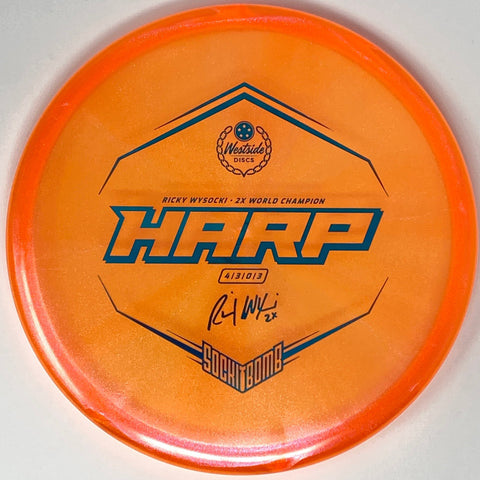 Westside
DISCS
RICKY WYSOCKI · 2X WORLD CHAMPION
HARP
4|3|0|3
2X
SOCKIBOMB